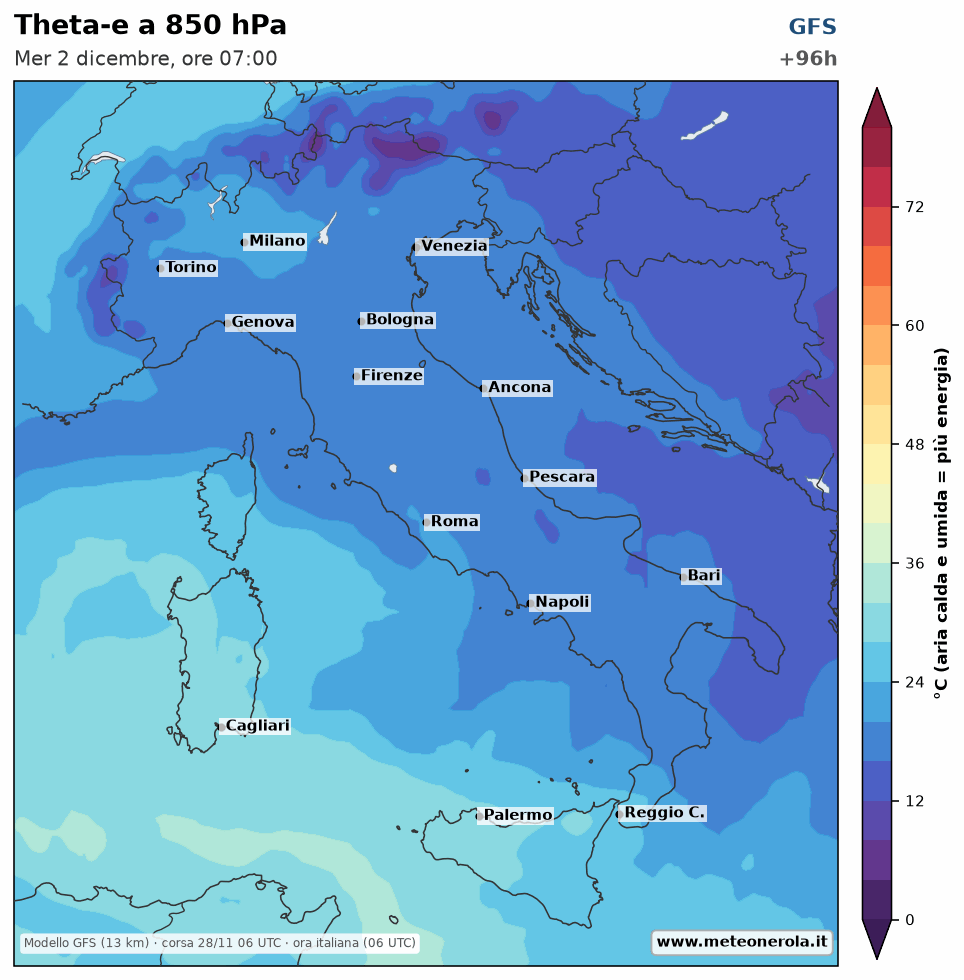 Theta-e a 850 hPa
GFS
Mer 2 dicembre, ore 07:00
+96h
Milano
Venezia
Torino
Genova
Bologna
Firenze
Ancona
Pescara
Roma
Bari
Napoli
Cagliari
Palermo
Reggio C.
72
60
48
36
24
12
0
°C (aria calda e umida = più energia)
Modello GFS (13 km) · corsa 28/11 06 UTC · ora italiana (06 UTC)
www.meteonerola.it